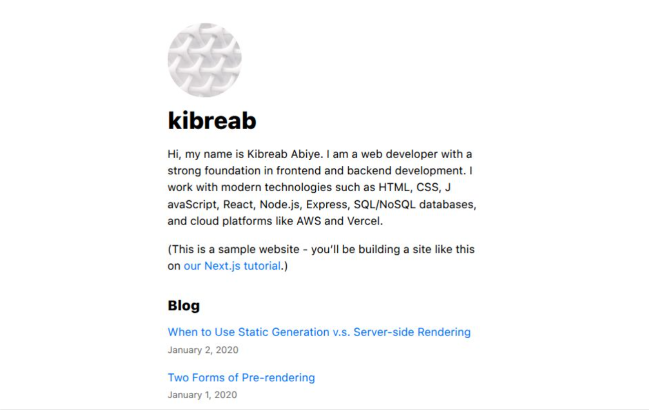 kibreab
Hi, my name is Kibreab Abiye. I am a web developer with a
strong foundation in frontend and backend development. I
work with modern technologies such as HTML, CSS, J
avaScript, React, Node.js, Express, SQL/NoSQL databases,
and cloud platforms like AWS and Vercel.
(This is a sample website - you'll be building a site like this
on our Next.js tutorial.)
Blog
When to Use Static Generation v.s. Server-side Rendering
January 2, 2020
Two Forms of Pre-rendering
January 1, 2020